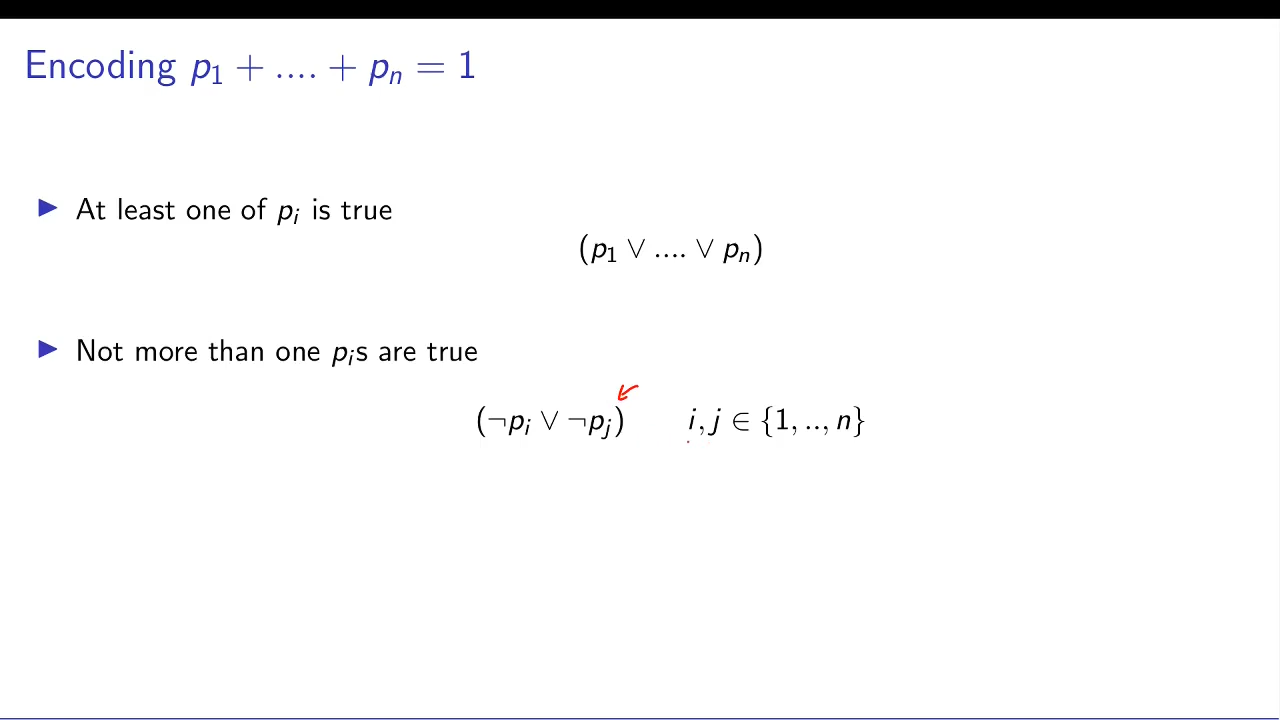 Encoding p₁ + .... + pₙ = 1
▶ At least one of pᵢ is true
(p₁ ∨ .... ∨ pₙ)
▶ Not more than one pᵢs are true
(¬pᵢ ∨ ¬pⱼ) i, j ∈ {1, .., n}